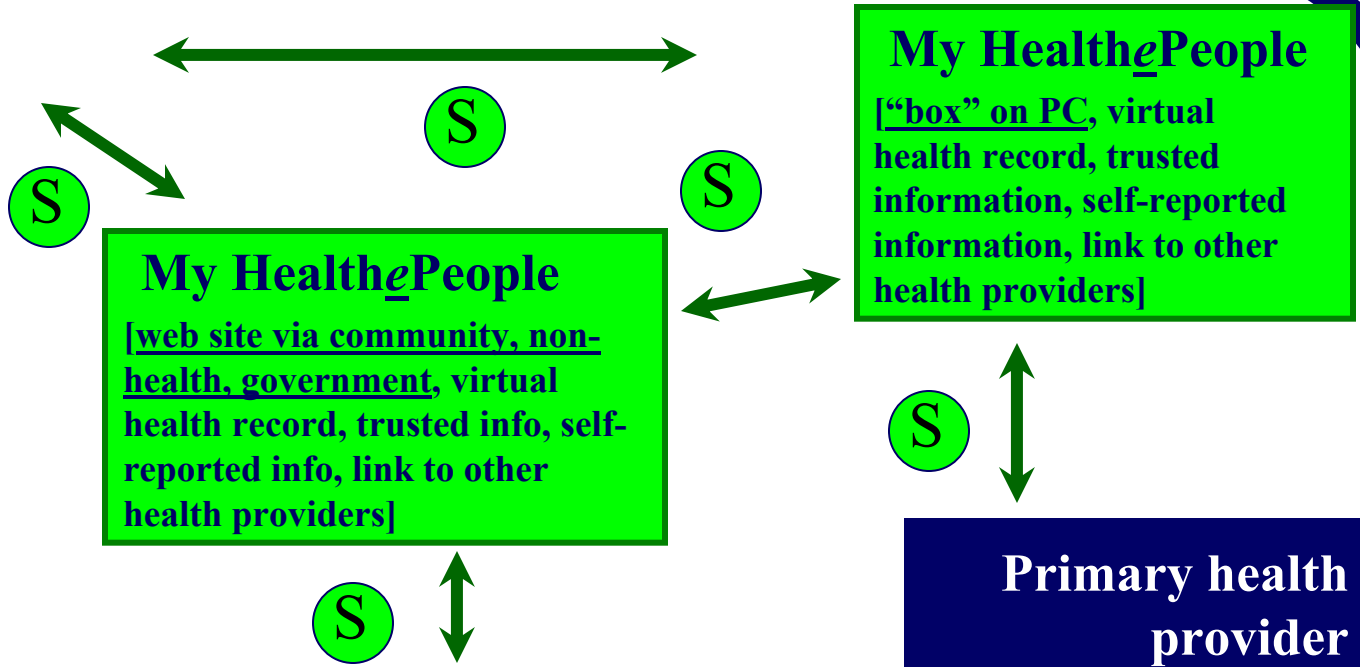 My HealthePeople
[“box” on PC, virtual
health record, trusted
information, self-reported
information, link to other
health providers]
S
S
S
My HealthePeople
[web site via community, non-
health, government, virtual
health record, trusted info, self-
reported info, link to other
health providers]
S
S
Primary health
provider